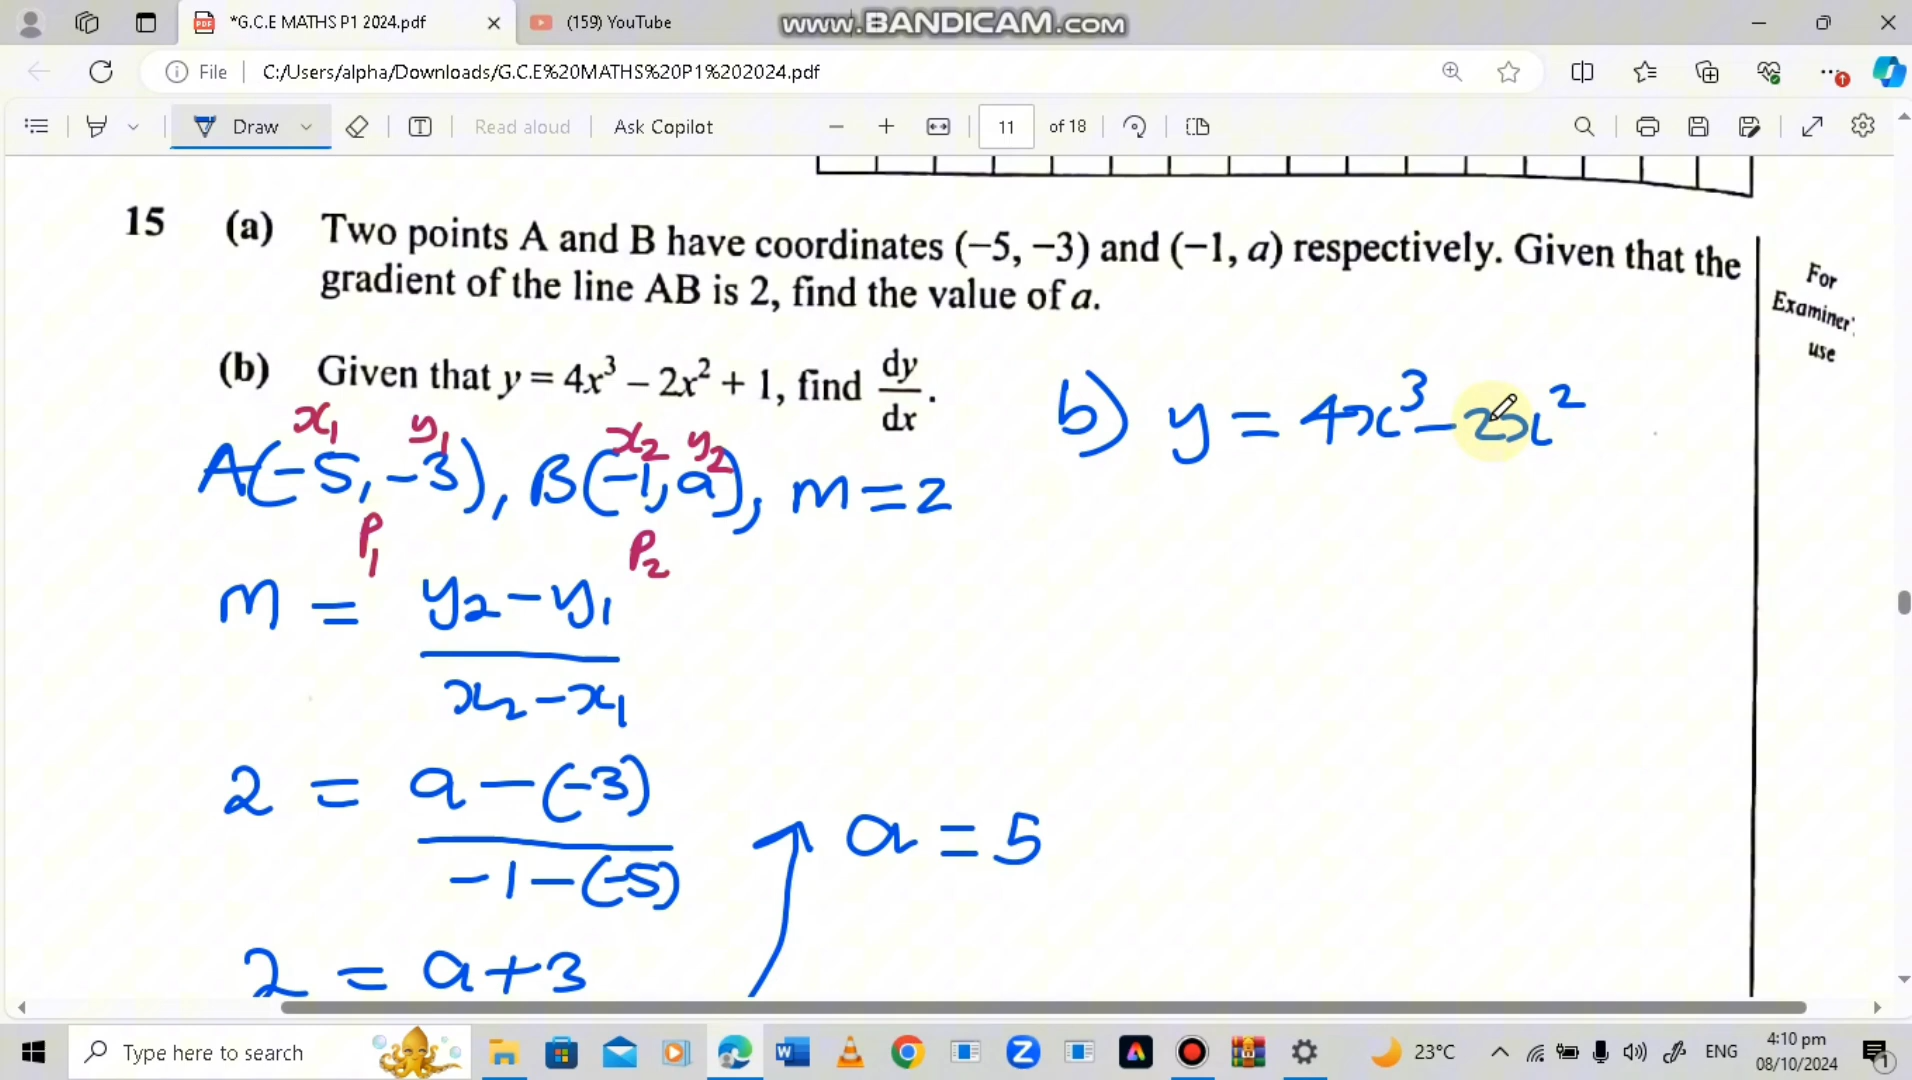 *G.C.E MATHS P1 2024.pdf
(159) YouTube
www.BANDICAM.com
File
C:/Users/alpha/Downloads/G.C.E%20MATHS%20P1%202024.pdf
Draw
Read aloud
Ask Copilot
11
of 18
15 (a) Two points A and B have coordinates (−5, −3) and (−1, a) respectively. Given that the
gradient of the line AB is 2, find the value of a.
For
Examiner'
use
(b) Given that y = 4x³ − 2x² + 1, find dy/dx.
b) y = 4x³ − 2x²
x₁ y₁ x₂ y₂
A(−5, −3), B(−1, a), m = 2
P₁ P₂
m = y₂ − y₁
x₂ − x₁
2 = a − (−3)
−1 − (−5)
a = 5
2 = a + 3
Type here to search
23°C
ENG
4:10 pm
08/10/2024
1